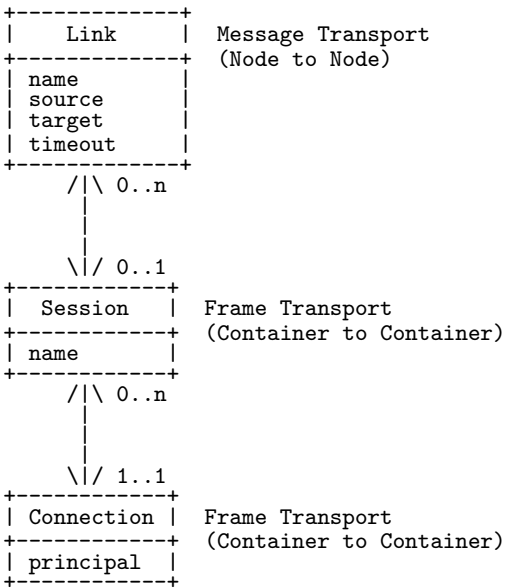 Link Message Transport
(Node to Node)
name
source
target
timeout
0..n
0..1
Session Frame Transport
(Container to Container)
name
0..n
1..1
Connection Frame Transport
(Container to Container)
principal